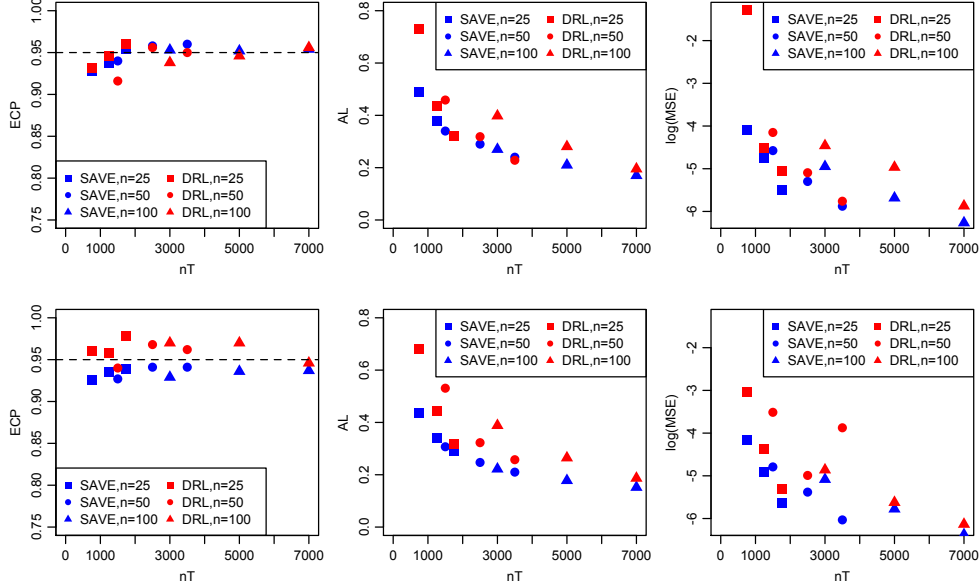 ECP
1.00
0.95
0.90
0.85
0.80
0.75
SAVE,n=25 DRL,n=25
SAVE,n=50 DRL,n=50
SAVE,n=100 DRL,n=100
0 1000 3000 5000 7000
nT
AL
0.8
0.6
0.4
0.2
0.0
SAVE,n=25 DRL,n=25
SAVE,n=50 DRL,n=50
SAVE,n=100 DRL,n=100
0 1000 3000 5000 7000
nT
log(MSE)
-2
-3
-4
-5
-6
SAVE,n=25 DRL,n=25
SAVE,n=50 DRL,n=50
SAVE,n=100 DRL,n=100
0 1000 3000 5000 7000
nT
ECP
1.00
0.95
0.90
0.85
0.80
0.75
SAVE,n=25 DRL,n=25
SAVE,n=50 DRL,n=50
SAVE,n=100 DRL,n=100
0 1000 3000 5000 7000
nT
AL
0.8
0.6
0.4
0.2
0.0
SAVE,n=25 DRL,n=25
SAVE,n=50 DRL,n=50
SAVE,n=100 DRL,n=100
0 1000 3000 5000 7000
nT
log(MSE)
-2
-3
-4
-5
-6
SAVE,n=25 DRL,n=25
SAVE,n=50 DRL,n=50
SAVE,n=100 DRL,n=100
0 1000 3000 5000 7000
nT